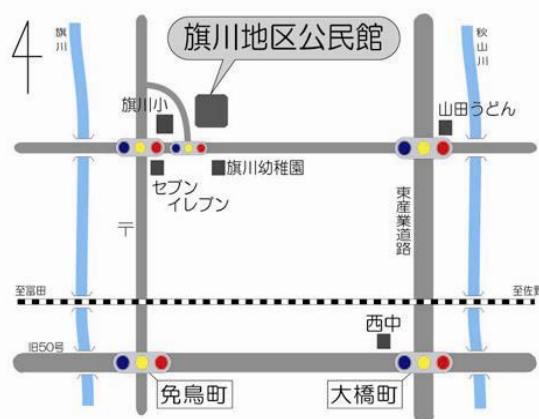 旗川
秋山川
旗川地区公民館
旗川小
山田うどん
旗川幼稚園
セブン
イレブン
東産業道路
〒
至富田
至佐野
西中
旧50号
免鳥町
大橋町